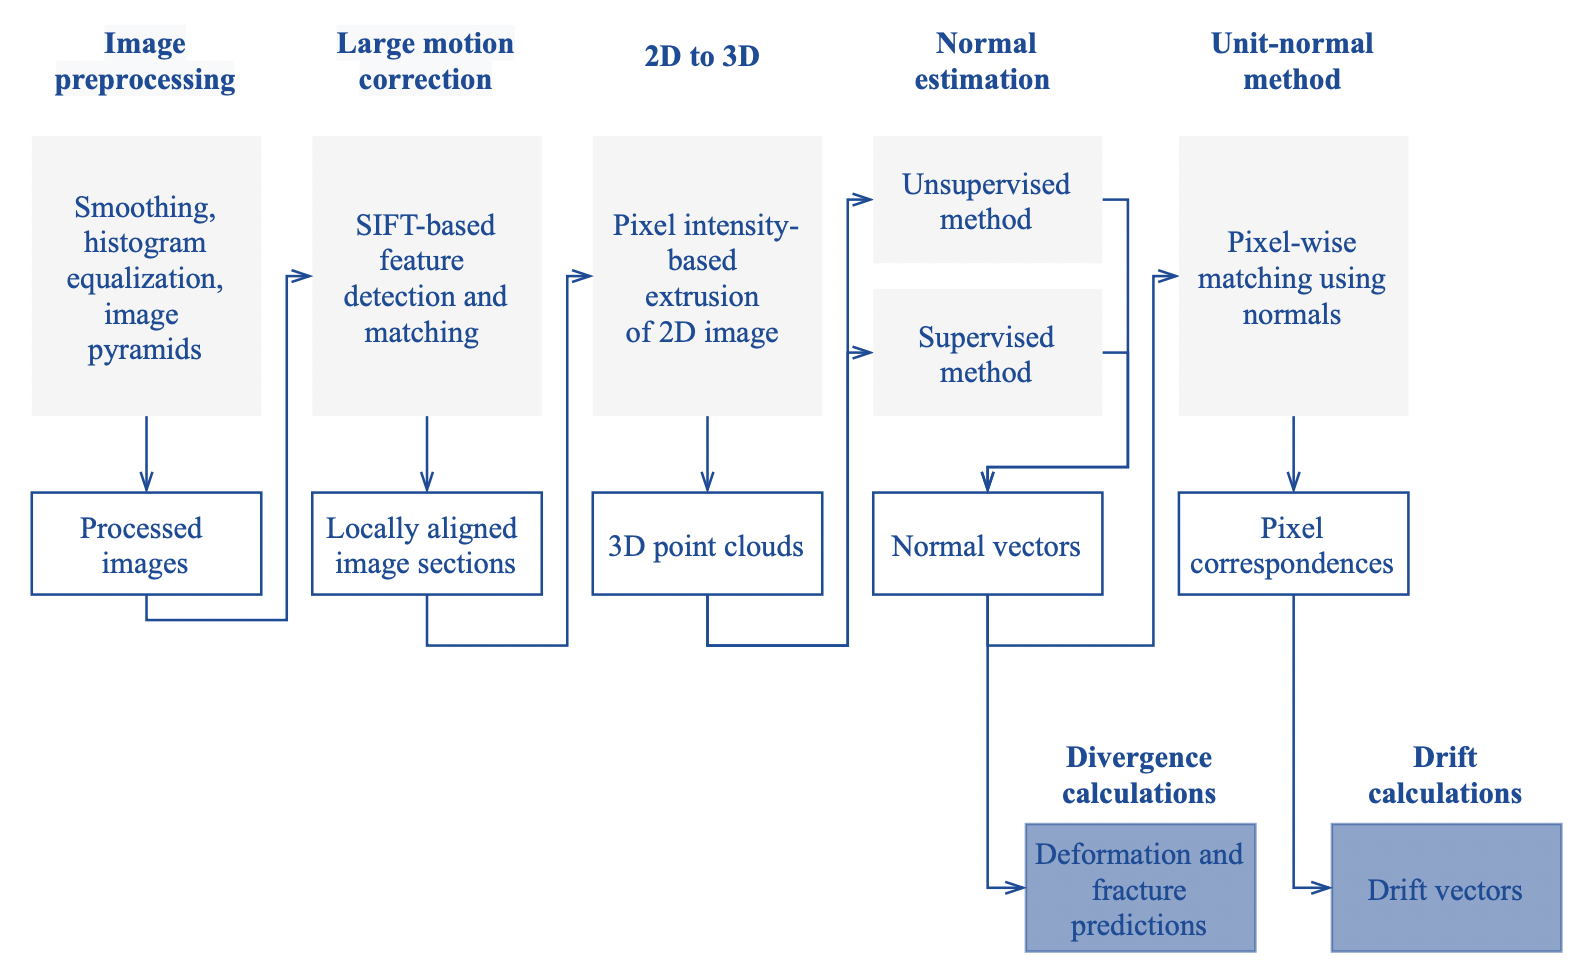 Image
preprocessing
Large motion
correction
2D to 3D
Normal
estimation
Unit-normal
method
Smoothing,
histogram
equalization,
image
pyramids
SIFT-based
feature
detection and
matching
Pixel intensity-
based
extrusion
of 2D image
Unsupervised
method
Supervised
method
Pixel-wise
matching using
normals
Processed
images
Locally aligned
image sections
3D point clouds
Normal vectors
Pixel
correspondences
Divergence
calculations
Deformation and
fracture
predictions
Drift
calculations
Drift vectors